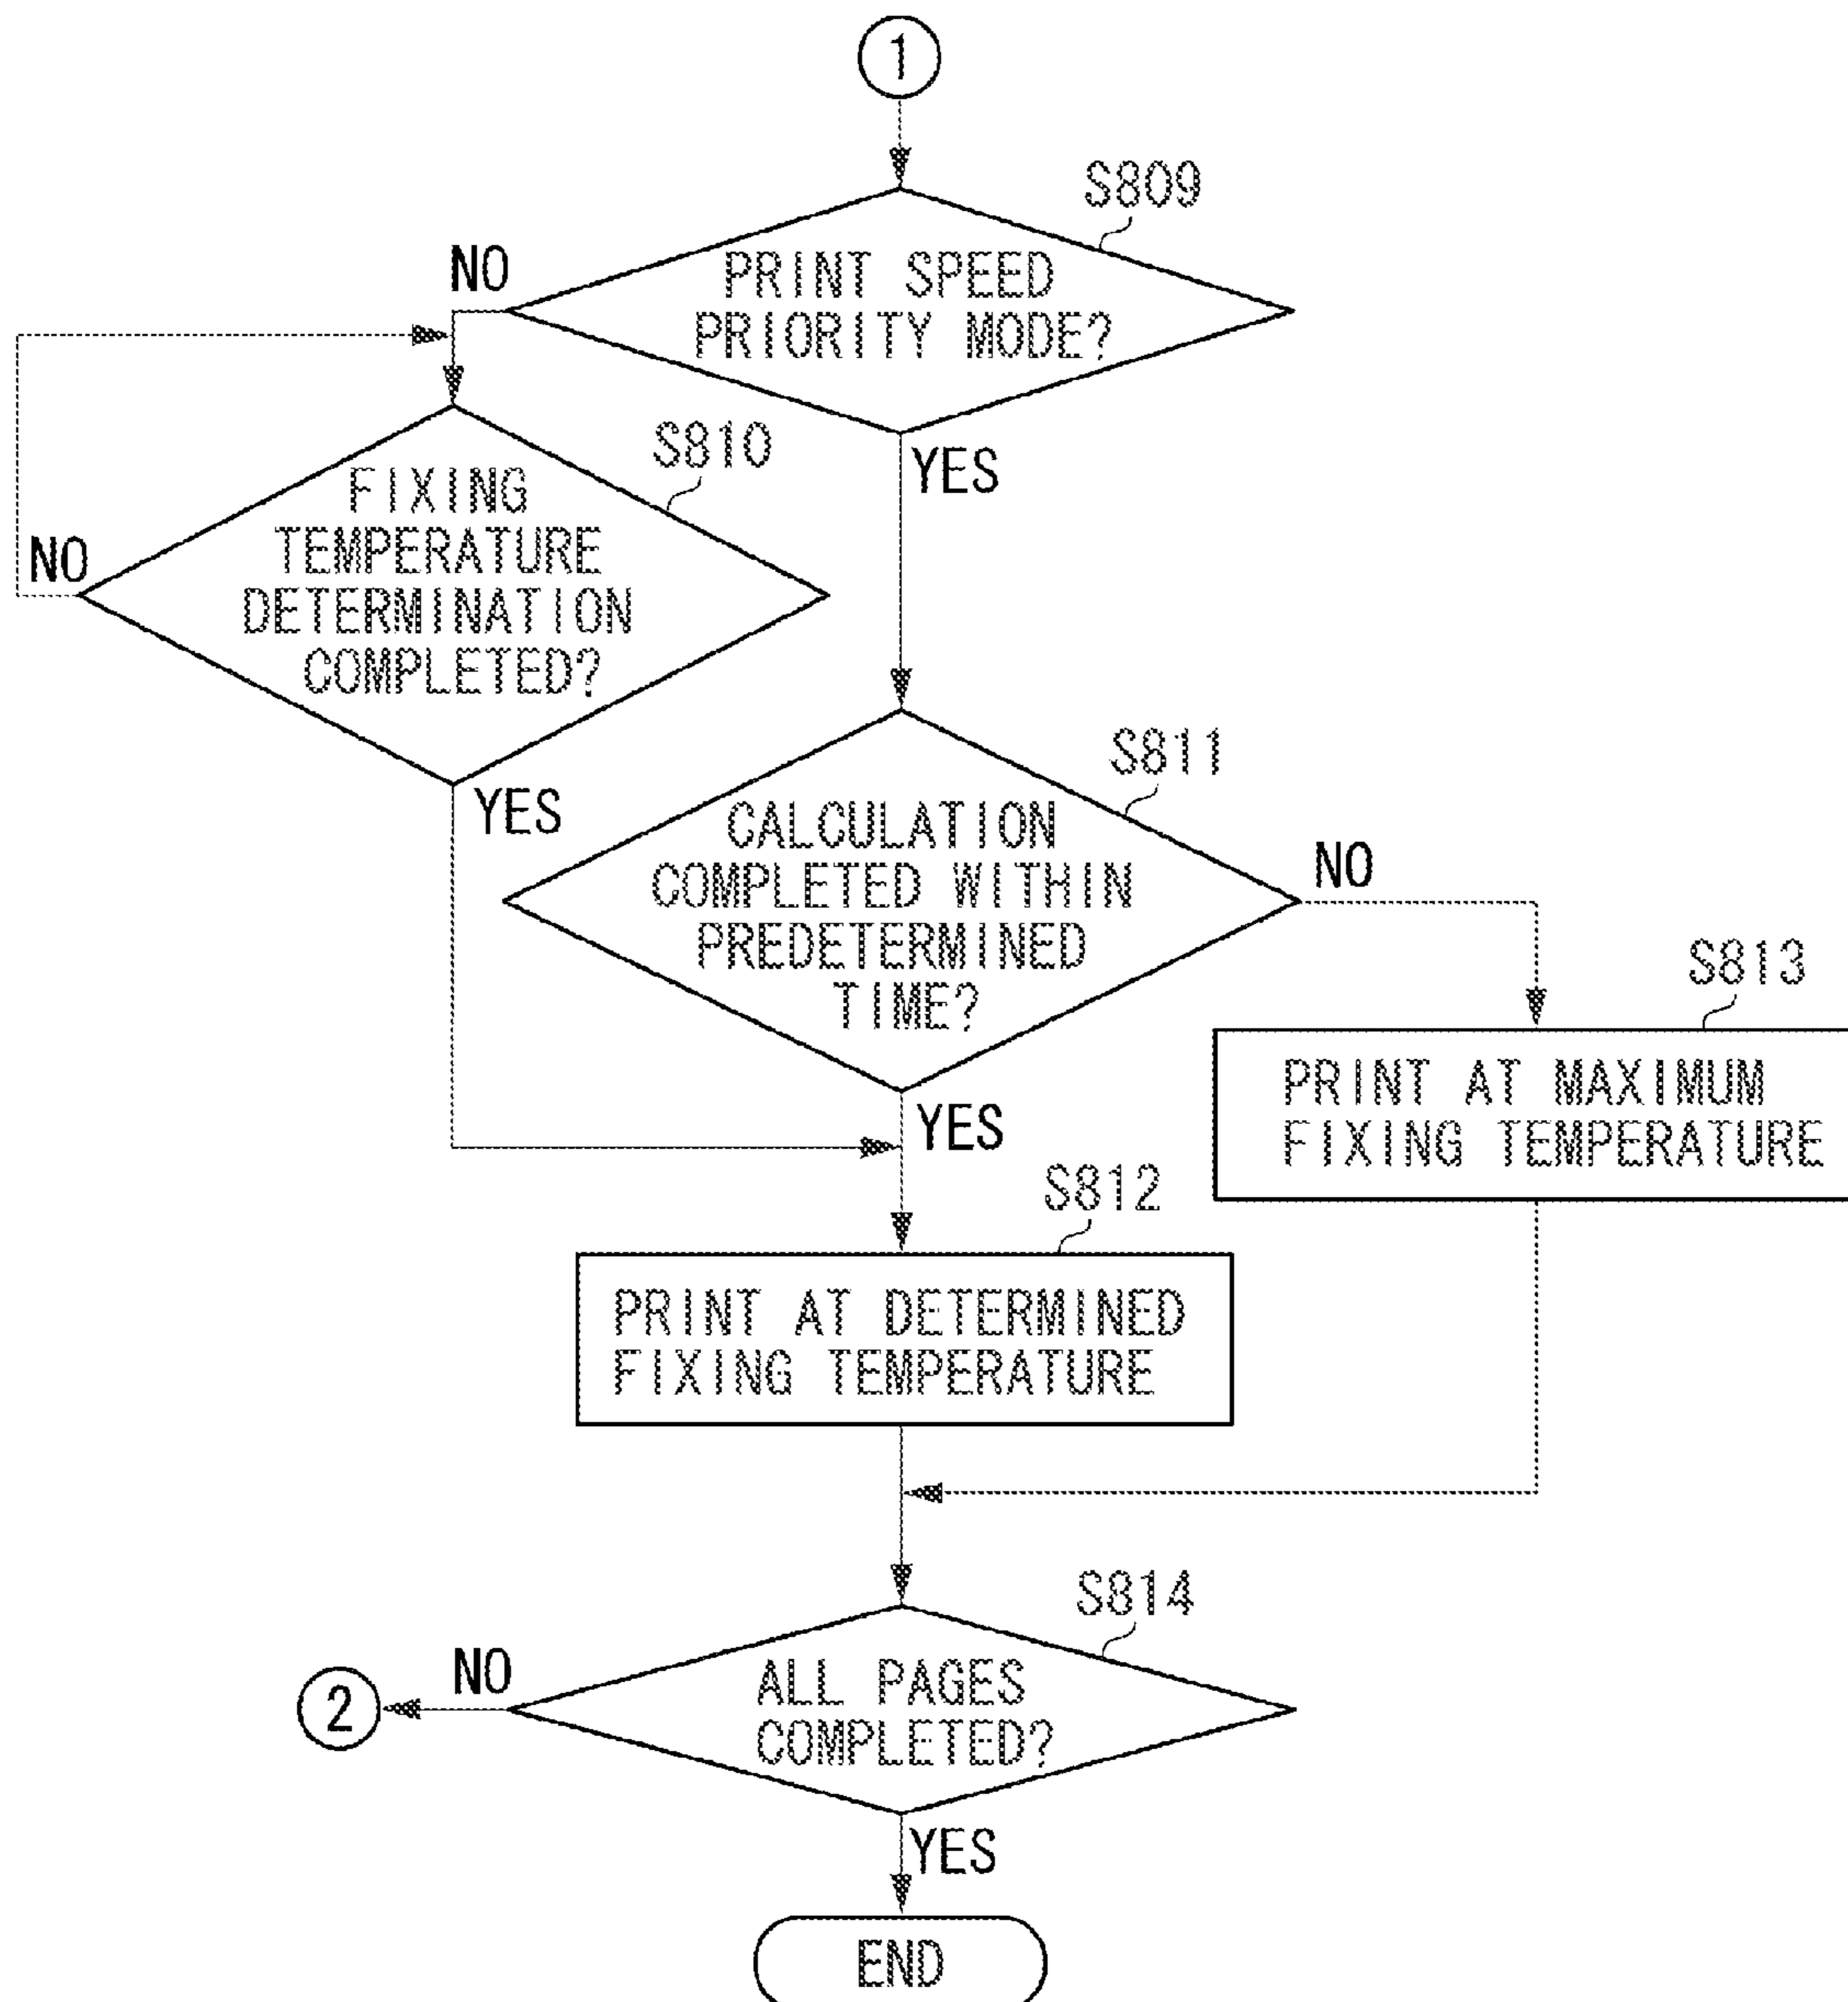 1
S809
NO
PRINT SPEED
PRIORITY MODE?
YES
S810
FIXING
TEMPERATURE
DETERMINATION
COMPLETED?
NO
YES
S811
CALCULATION
COMPLETED WITHIN
PREDETERMINED
TIME?
NO
YES
S813
PRINT AT MAXIMUM
FIXING TEMPERATURE
S812
PRINT AT DETERMINED
FIXING TEMPERATURE
S814
ALL PAGES
COMPLETED?
NO
2
YES
END